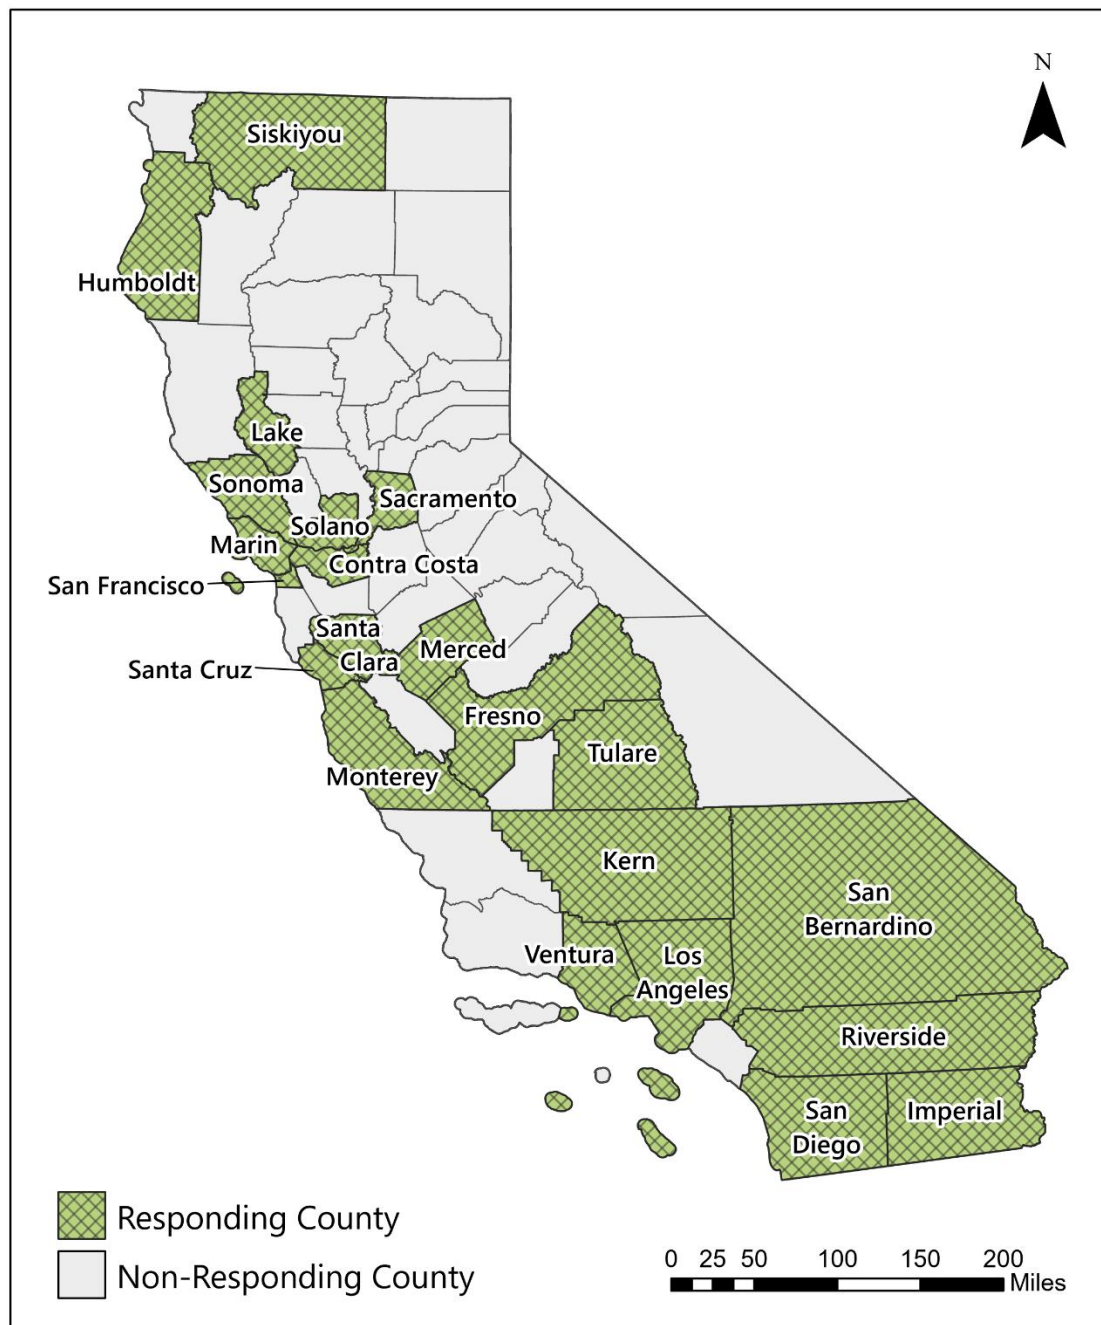 N
Siskiyou
Humboldt
Lake
Sonoma
Sacramento
Solano
Marin
Contra Costa
San Francisco
Santa
Clara
Merced
Santa Cruz
Fresno
Tulare
Monterey
Kern
San
Bernardino
Ventura
Los
Angeles
Riverside
San
Diego
Imperial
Responding County
Non-Responding County
0 25 50 100 150 200
Miles